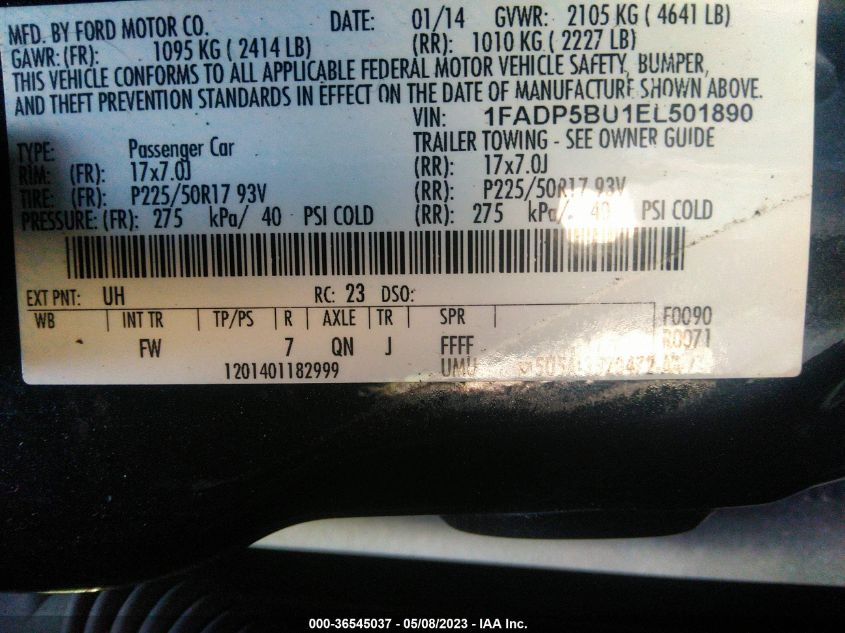 MFD. BY FORD MOTOR CO. DATE: 01/14 GVWR: 2105 KG ( 4641 LB)
GAWR: (FR): 1095 KG ( 2414 LB) (RR): 1010 KG ( 2227 LB)
THIS VEHICLE CONFORMS TO ALL APPLICABLE FEDERAL MOTOR VEHICLE SAFETY, BUMPER,
AND THEFT PREVENTION STANDARDS IN EFFECT ON THE DATE OF MANUFACTURE SHOWN ABOVE.
VIN: 1FADP5BU1EL501890
TYPE: Passenger Car TRAILER TOWING - SEE OWNER GUIDE
RIM: (FR): 17x7.0J (RR): 17x7.0J
TIRE: (FR): P225/50R17 93V (RR): P225/50R17 93V
PRESSURE: (FR): 275 kPa/ 40 PSI COLD (RR): 275 kPa/ 40 PSI COLD
EXT PNT: UH RC: 23 DSO:
WB INT TR TP/PS R AXLE TR SPR F0090
FW 7 QN J FFFF R0071
1201401182999 UMU
000-36545037 - 05/08/2023 - IAA Inc.